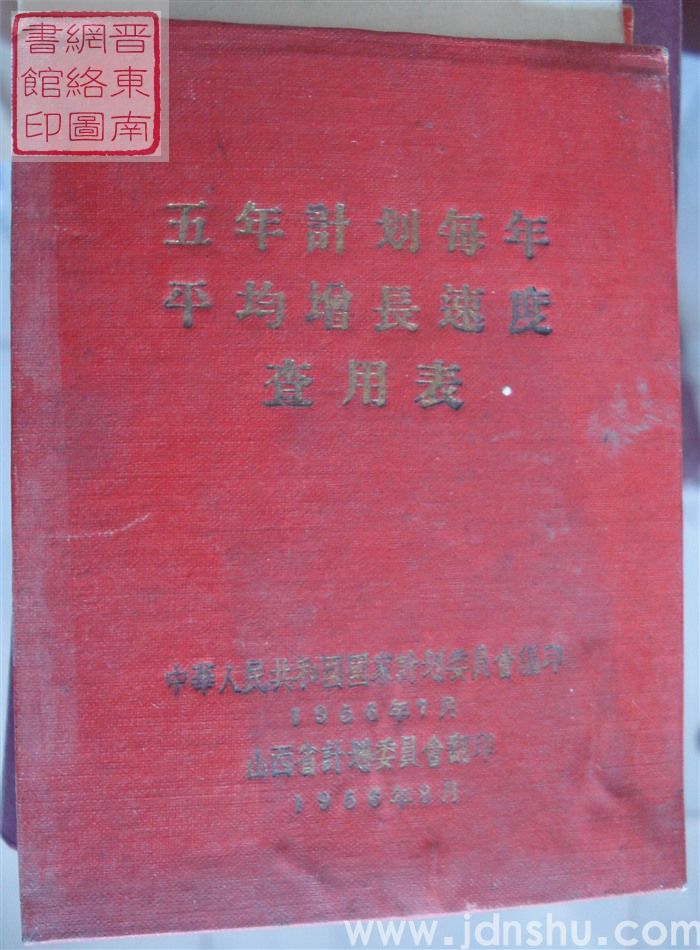 晋東南
網絡圖
書館印
五年計划每年
平均增長速度
查用表
中華人民共和国國家計划委員會編印
1956年7月
山西省計划委員會翻印
1956年8月
www.jdnshu.com